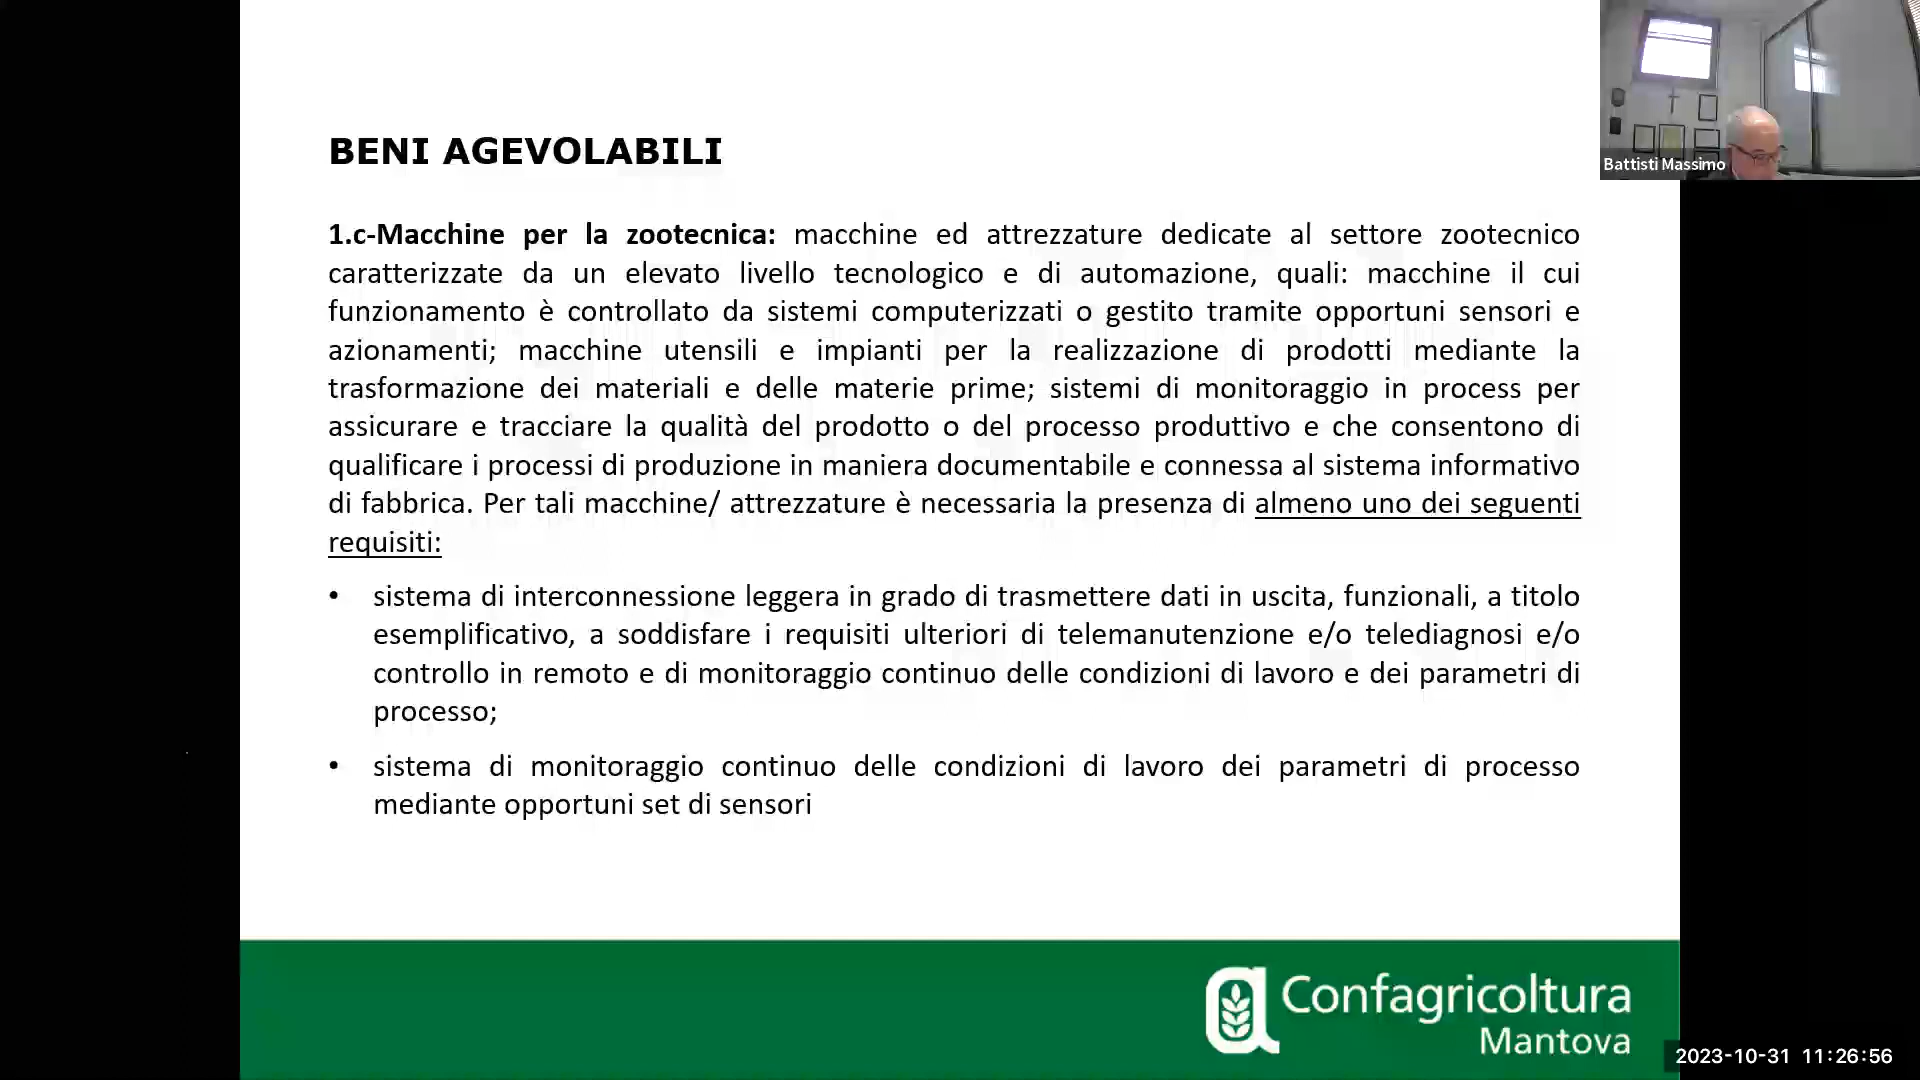 BENI AGEVOLABILI
1.c-Macchine per la zootecnica: macchine ed attrezzature dedicate al settore zootecnico
caratterizzate da un elevato livello tecnologico e di automazione, quali: macchine il cui
funzionamento è controllato da sistemi computerizzati o gestito tramite opportuni sensori e
azionamenti; macchine utensili e impianti per la realizzazione di prodotti mediante la
trasformazione dei materiali e delle materie prime; sistemi di monitoraggio in process per
assicurare e tracciare la qualità del prodotto o del processo produttivo e che consentono di
qualificare i processi di produzione in maniera documentabile e connessa al sistema informativo
di fabbrica. Per tali macchine/ attrezzature è necessaria la presenza di almeno uno dei seguenti
requisiti:
• sistema di interconnessione leggera in grado di trasmettere dati in uscita, funzionali, a titolo
esemplificativo, a soddisfare i requisiti ulteriori di telemanutenzione e/o telediagnosi e/o
controllo in remoto e di monitoraggio continuo delle condizioni di lavoro e dei parametri di
processo;
• sistema di monitoraggio continuo delle condizioni di lavoro dei parametri di processo
mediante opportuni set di sensori
Battisti Massimo
Confagricoltura
Mantova
2023-10-31 11:26:56